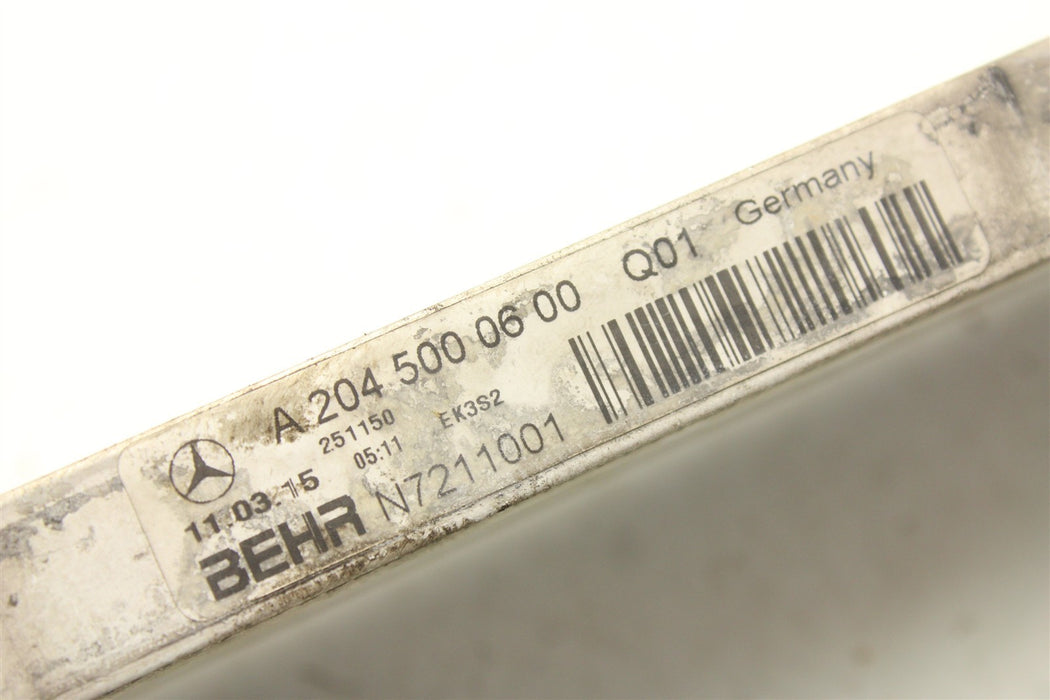 A 204 500 06 00 Q01 Germany
251150
11.03.15 05:11 EK3S2
BEHR N7211001